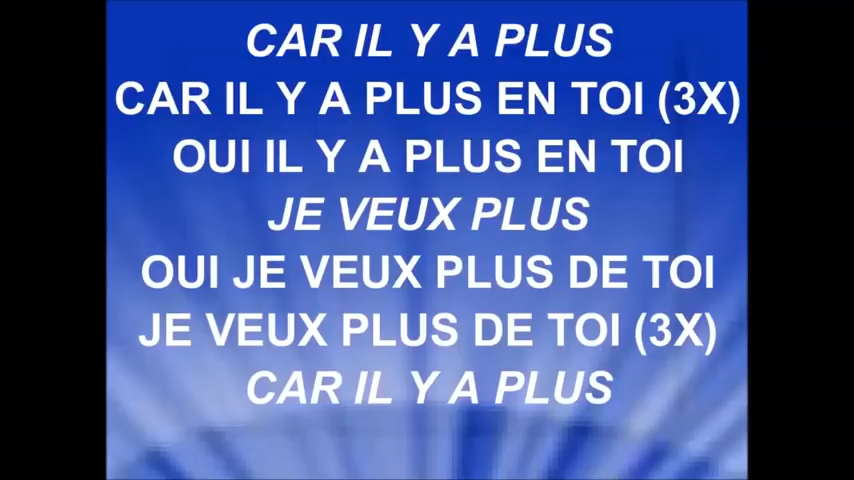 CAR IL Y A PLUS
CAR IL Y A PLUS EN TOI (3X)
OUI IL Y A PLUS EN TOI
JE VEUX PLUS
OUI JE VEUX PLUS DE TOI
JE VEUX PLUS DE TOI (3X)
CAR IL Y A PLUS